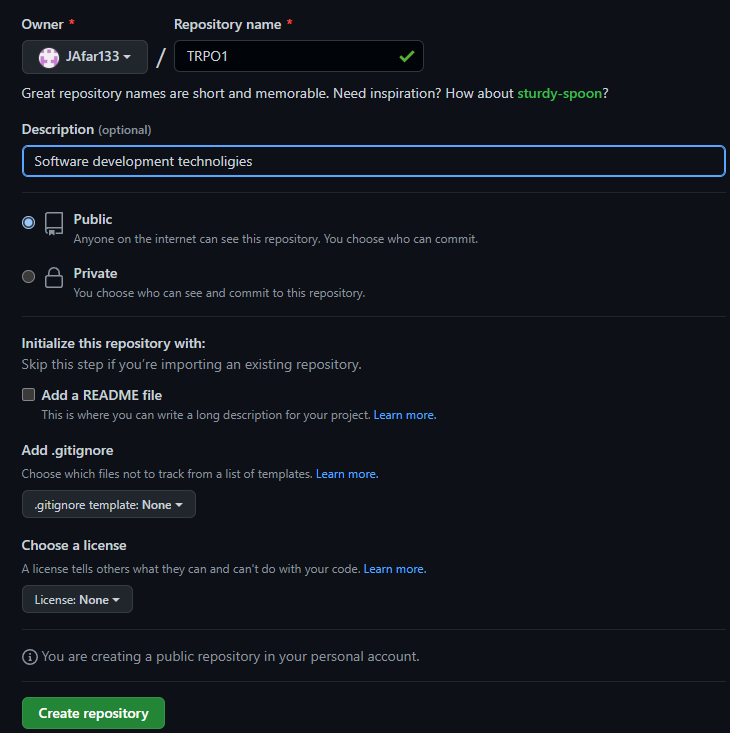 Owner * Repository name *
JAfar133 / TRPO1
Great repository names are short and memorable. Need inspiration? How about sturdy-spoon?
Description (optional)
Software development technoligies
Public
Anyone on the internet can see this repository. You choose who can commit.
Private
You choose who can see and commit to this repository.
Initialize this repository with:
Skip this step if you're importing an existing repository.
Add a README file
This is where you can write a long description for your project. Learn more.
Add .gitignore
Choose which files not to track from a list of templates. Learn more.
.gitignore template: None
Choose a license
A license tells others what they can and can't do with your code. Learn more.
License: None
You are creating a public repository in your personal account.
Create repository